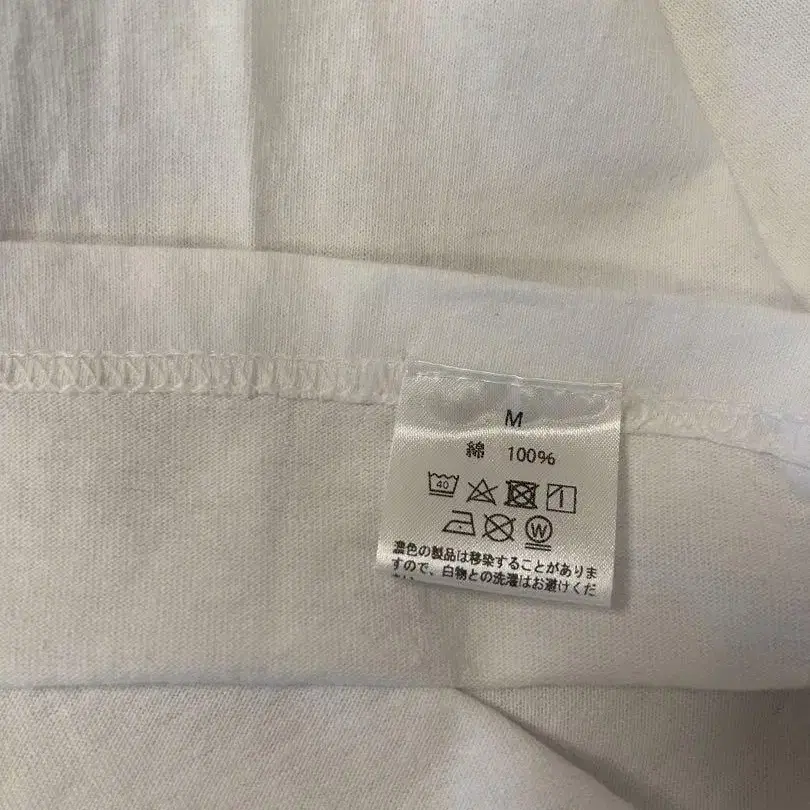 M
綿 100%
40
W
濃色の製品は移染することがありま
すので、白物との洗濯はお避けくだ